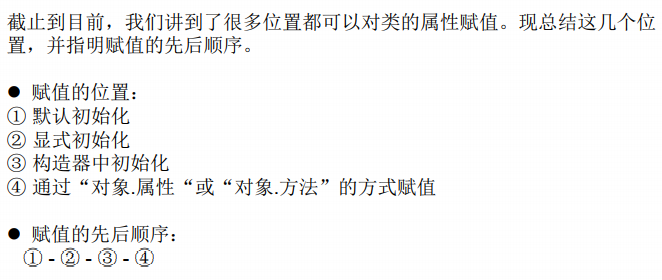 截止到目前，我们讲到了很多位置都可以对类的属性赋值。现总结这几个位
置，并指明赋值的先后顺序。
● 赋值的位置：
① 默认初始化
② 显式初始化
③ 构造器中初始化
④ 通过“对象.属性“或“对象.方法”的方式赋值
● 赋值的先后顺序：
① - ② - ③ - ④